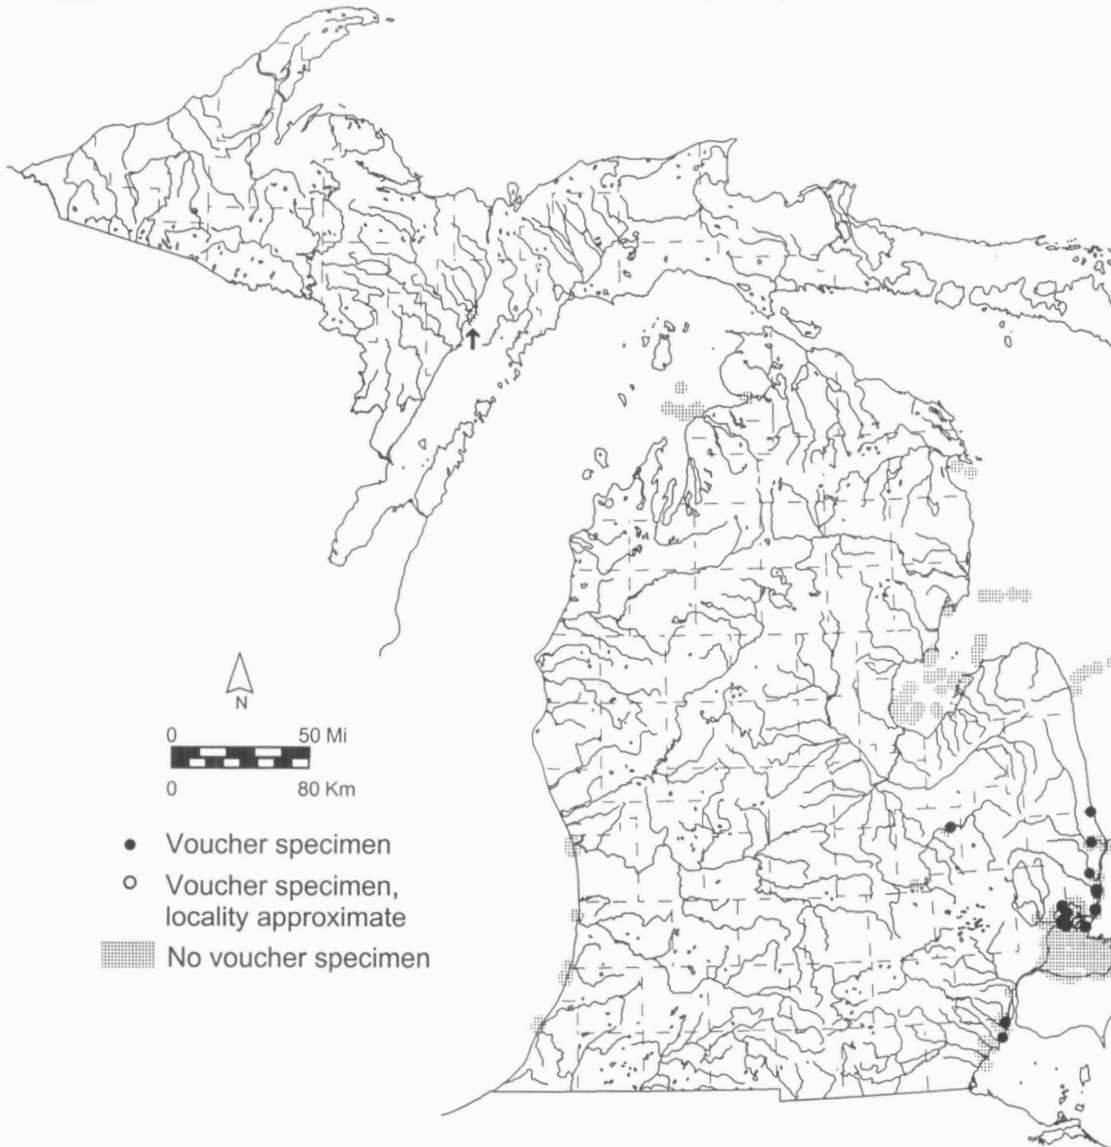 N
0 50 Mi
0 80 Km
Voucher specimen
Voucher specimen,
locality approximate
No voucher specimen